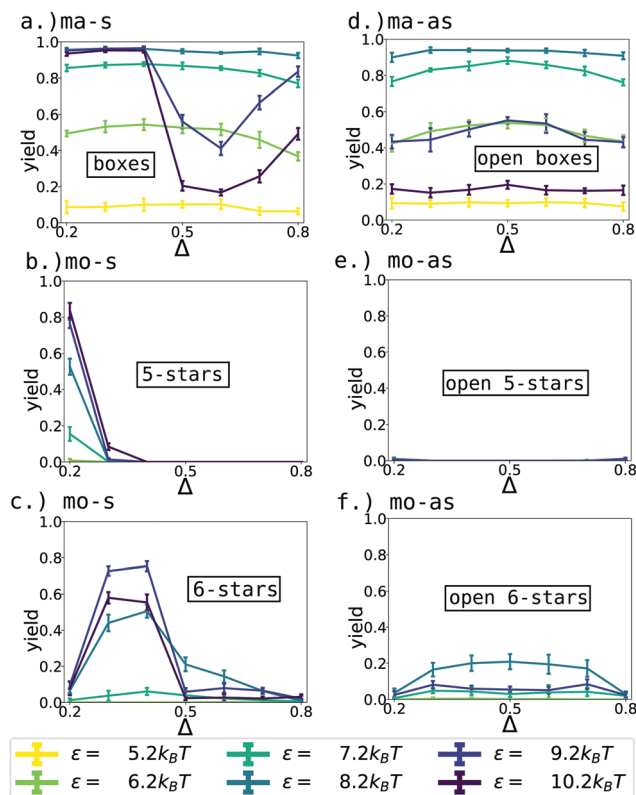 a.)ma-s
1.0
0.8
0.6
0.4
0.2
0.0
yield
boxes
0.2
0.5
0.8
Δ
d.)ma-as
1.0
0.8
0.6
0.4
0.2
0.0
yield
open boxes
0.2
0.5
0.8
Δ
b.)mo-s
1.0
0.8
0.6
0.4
0.2
0.0
yield
5-stars
0.2
0.5
0.8
Δ
e.) mo-as
1.0
0.8
0.6
0.4
0.2
0.0
yield
open 5-stars
0.2
0.5
0.8
Δ
c.) mo-s
1.0
0.8
0.6
0.4
0.2
0.0
yield
6-stars
0.2
0.5
0.8
Δ
f.) mo-as
1.0
0.8
0.6
0.4
0.2
0.0
yield
open 6-stars
0.2
0.5
0.8
Δ
ε = 5.2k_BT
ε = 6.2k_BT
ε = 7.2k_BT
ε = 8.2k_BT
ε = 9.2k_BT
ε = 10.2k_BT